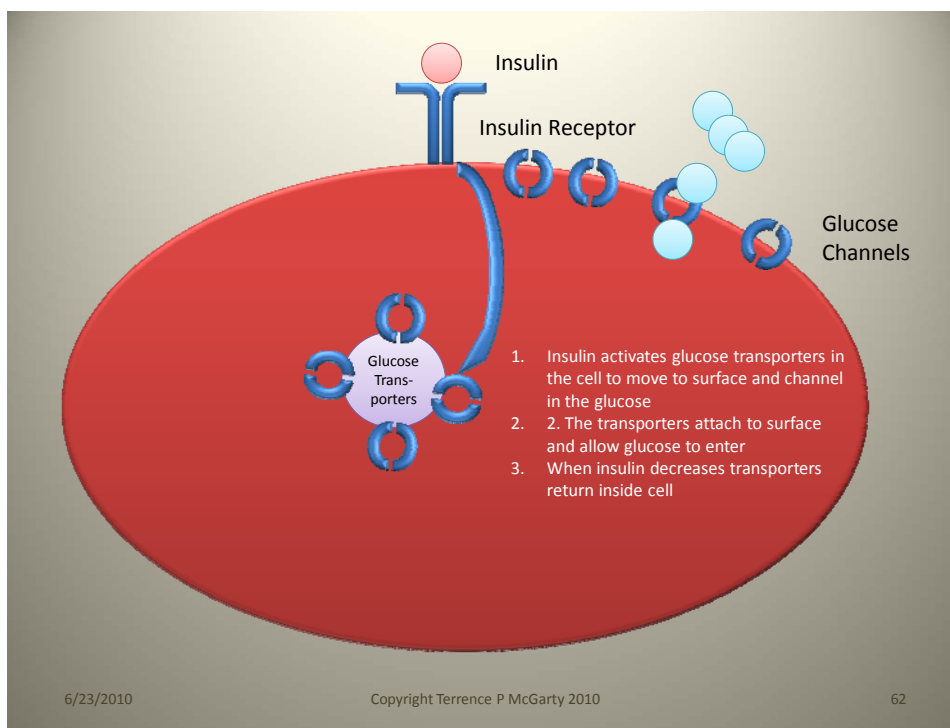 Insulin
Insulin Receptor
Glucose
Channels
Glucose
Trans-
porters
1. Insulin activates glucose transporters in
the cell to move to surface and channel
in the glucose
2. 2. The transporters attach to surface
and allow glucose to enter
3. When insulin decreases transporters
return inside cell
6/23/2010
Copyright Terrence P McGarty 2010
62